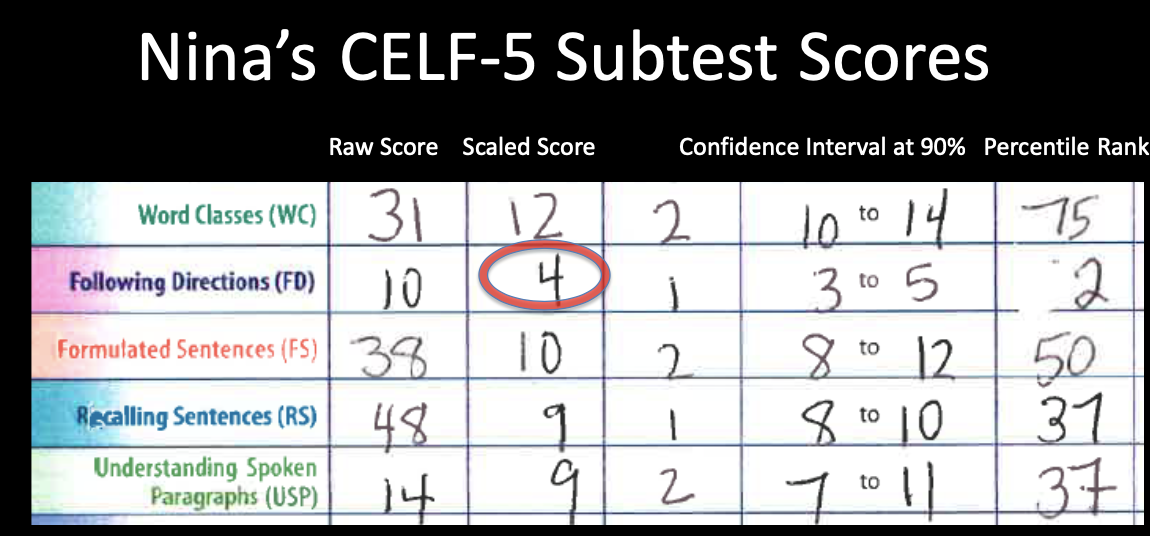 Nina's CELF-5 Subtest Scores
Raw Score Scaled Score Confidence Interval at 90% Percentile Rank
Word Classes (WC) 31 12 2 10 to 14 75
Following Directions (FD) 10 4 1 3 to 5 2
Formulated Sentences (FS) 38 10 2 8 to 12 50
Recalling Sentences (RS) 48 9 1 8 to 10 37
Understanding Spoken
Paragraphs (USP) 14 9 2 7 to 11 37